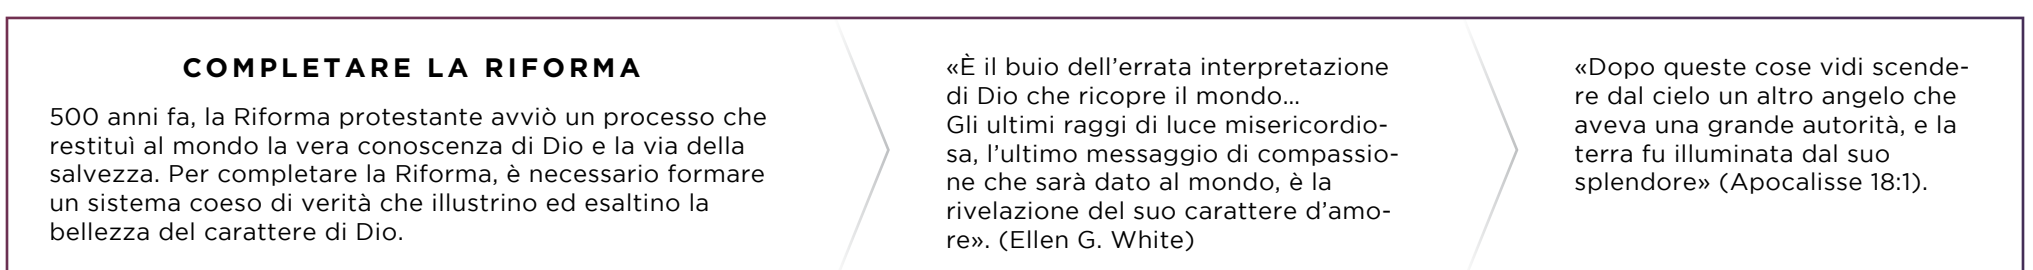 COMPLETARE LA RIFORMA
500 anni fa, la Riforma protestante avviò un processo che
restituì al mondo la vera conoscenza di Dio e la via della
salvezza. Per completare la Riforma, è necessario formare
un sistema coeso di verità che illustrino ed esaltino la
bellezza del carattere di Dio.
«È il buio dell’errata interpretazione
di Dio che ricopre il mondo...
Gli ultimi raggi di luce misericordio-
sa, l’ultimo messaggio di compassio-
ne che sarà dato al mondo, è la
rivelazione del suo carattere d’amo-
re». (Ellen G. White)
«Dopo queste cose vidi scende-
re dal cielo un altro angelo che
aveva una grande autorità, e la
terra fu illuminata dal suo
splendore» (Apocalisse 18:1).